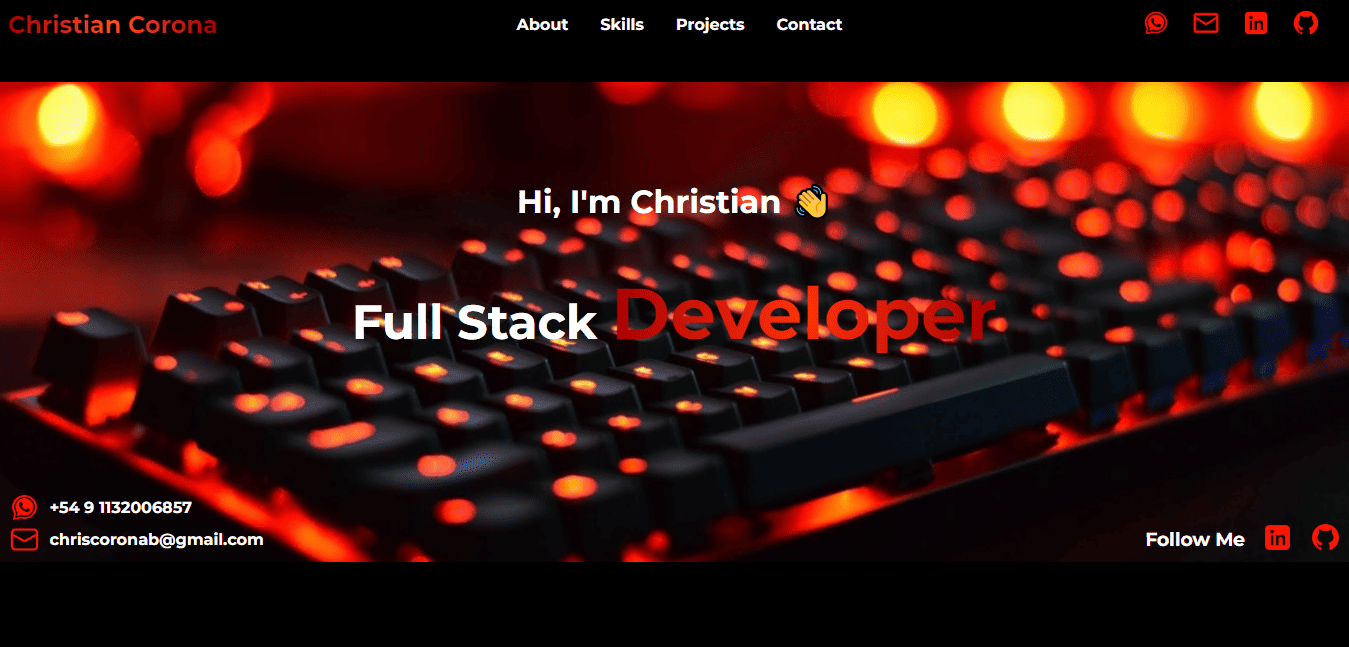 Christian Corona
About Skills Projects Contact
Hi, I'm Christian 👋
Full Stack Developer
+54 9 1132006857
chriscoronab@gmail.com
Follow Me